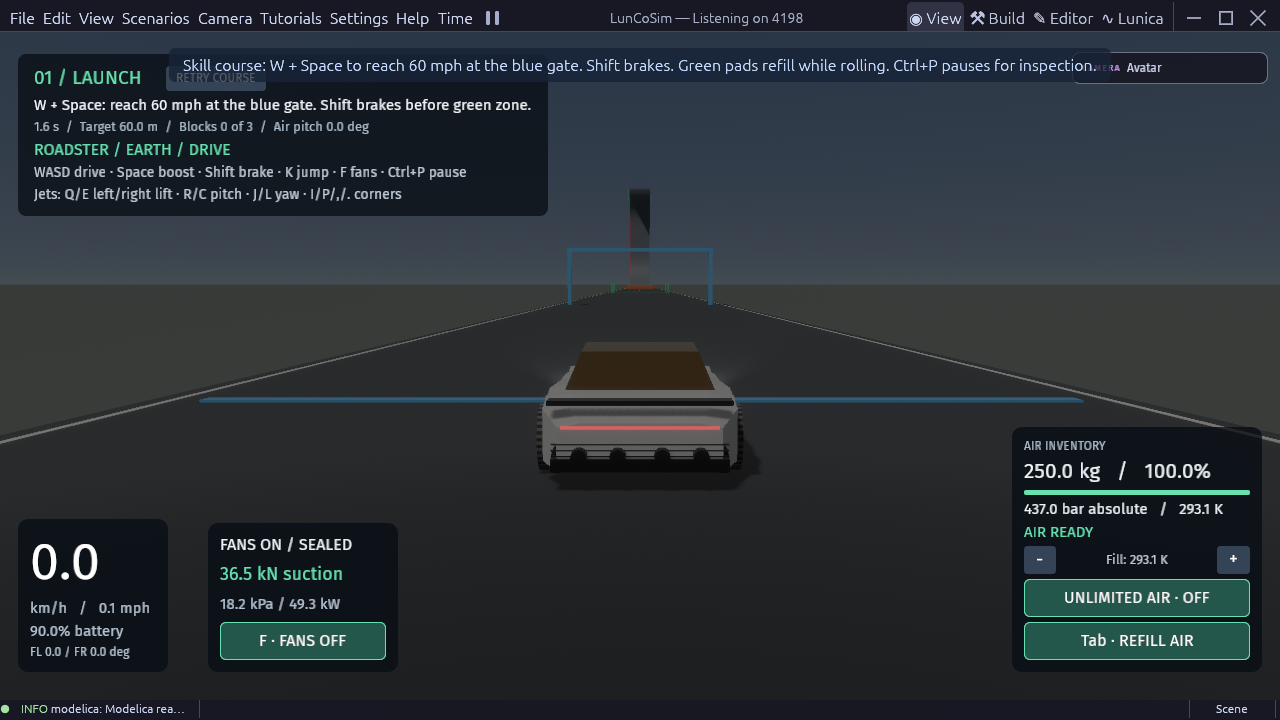 File Edit View Scenarios Camera Tutorials Settings Help Time
LunCoSim — Listening on 4198
View Build Editor Lunica
Skill course: W + Space to reach 60 mph at the blue gate. Shift brakes. Green pads refill while rolling. Ctrl+P pauses for inspection.
Avatar
01 / LAUNCH RETRY COURSE
W + Space: reach 60 mph at the blue gate. Shift brakes before green zone.
1.6 s / Target 60.0 m / Blocks 0 of 3 / Air pitch 0.0 deg
ROADSTER / EARTH / DRIVE
WASD drive · Space boost · Shift brake · K jump · F fans · Ctrl+P pause
Jets: Q/E left/right lift · R/C pitch · J/L yaw · I/P/,/. corners
AIR INVENTORY
250.0 kg / 100.0%
437.0 bar absolute / 293.1 K
AIR READY
- Fill: 293.1 K +
UNLIMITED AIR · OFF
Tab · REFILL AIR
0.0
km/h / 0.1 mph
90.0% battery
FL 0.0 / FR 0.0 deg
FANS ON / SEALED
36.5 kN suction
18.2 kPa / 49.3 kW
F · FANS OFF
INFO modelica: Modelica rea...
Scene